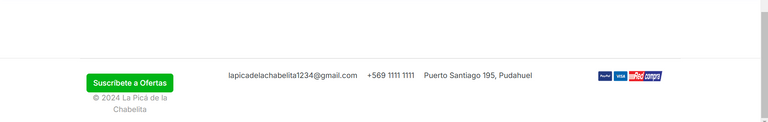 Suscríbete a Ofertas
© 2024 La Picá de la
Chabelita
lapicadelachabelita1234@gmail.com +569 1111 1111 Puerto Santiago 195, Pudahuel
PayPal VISA Redcompra